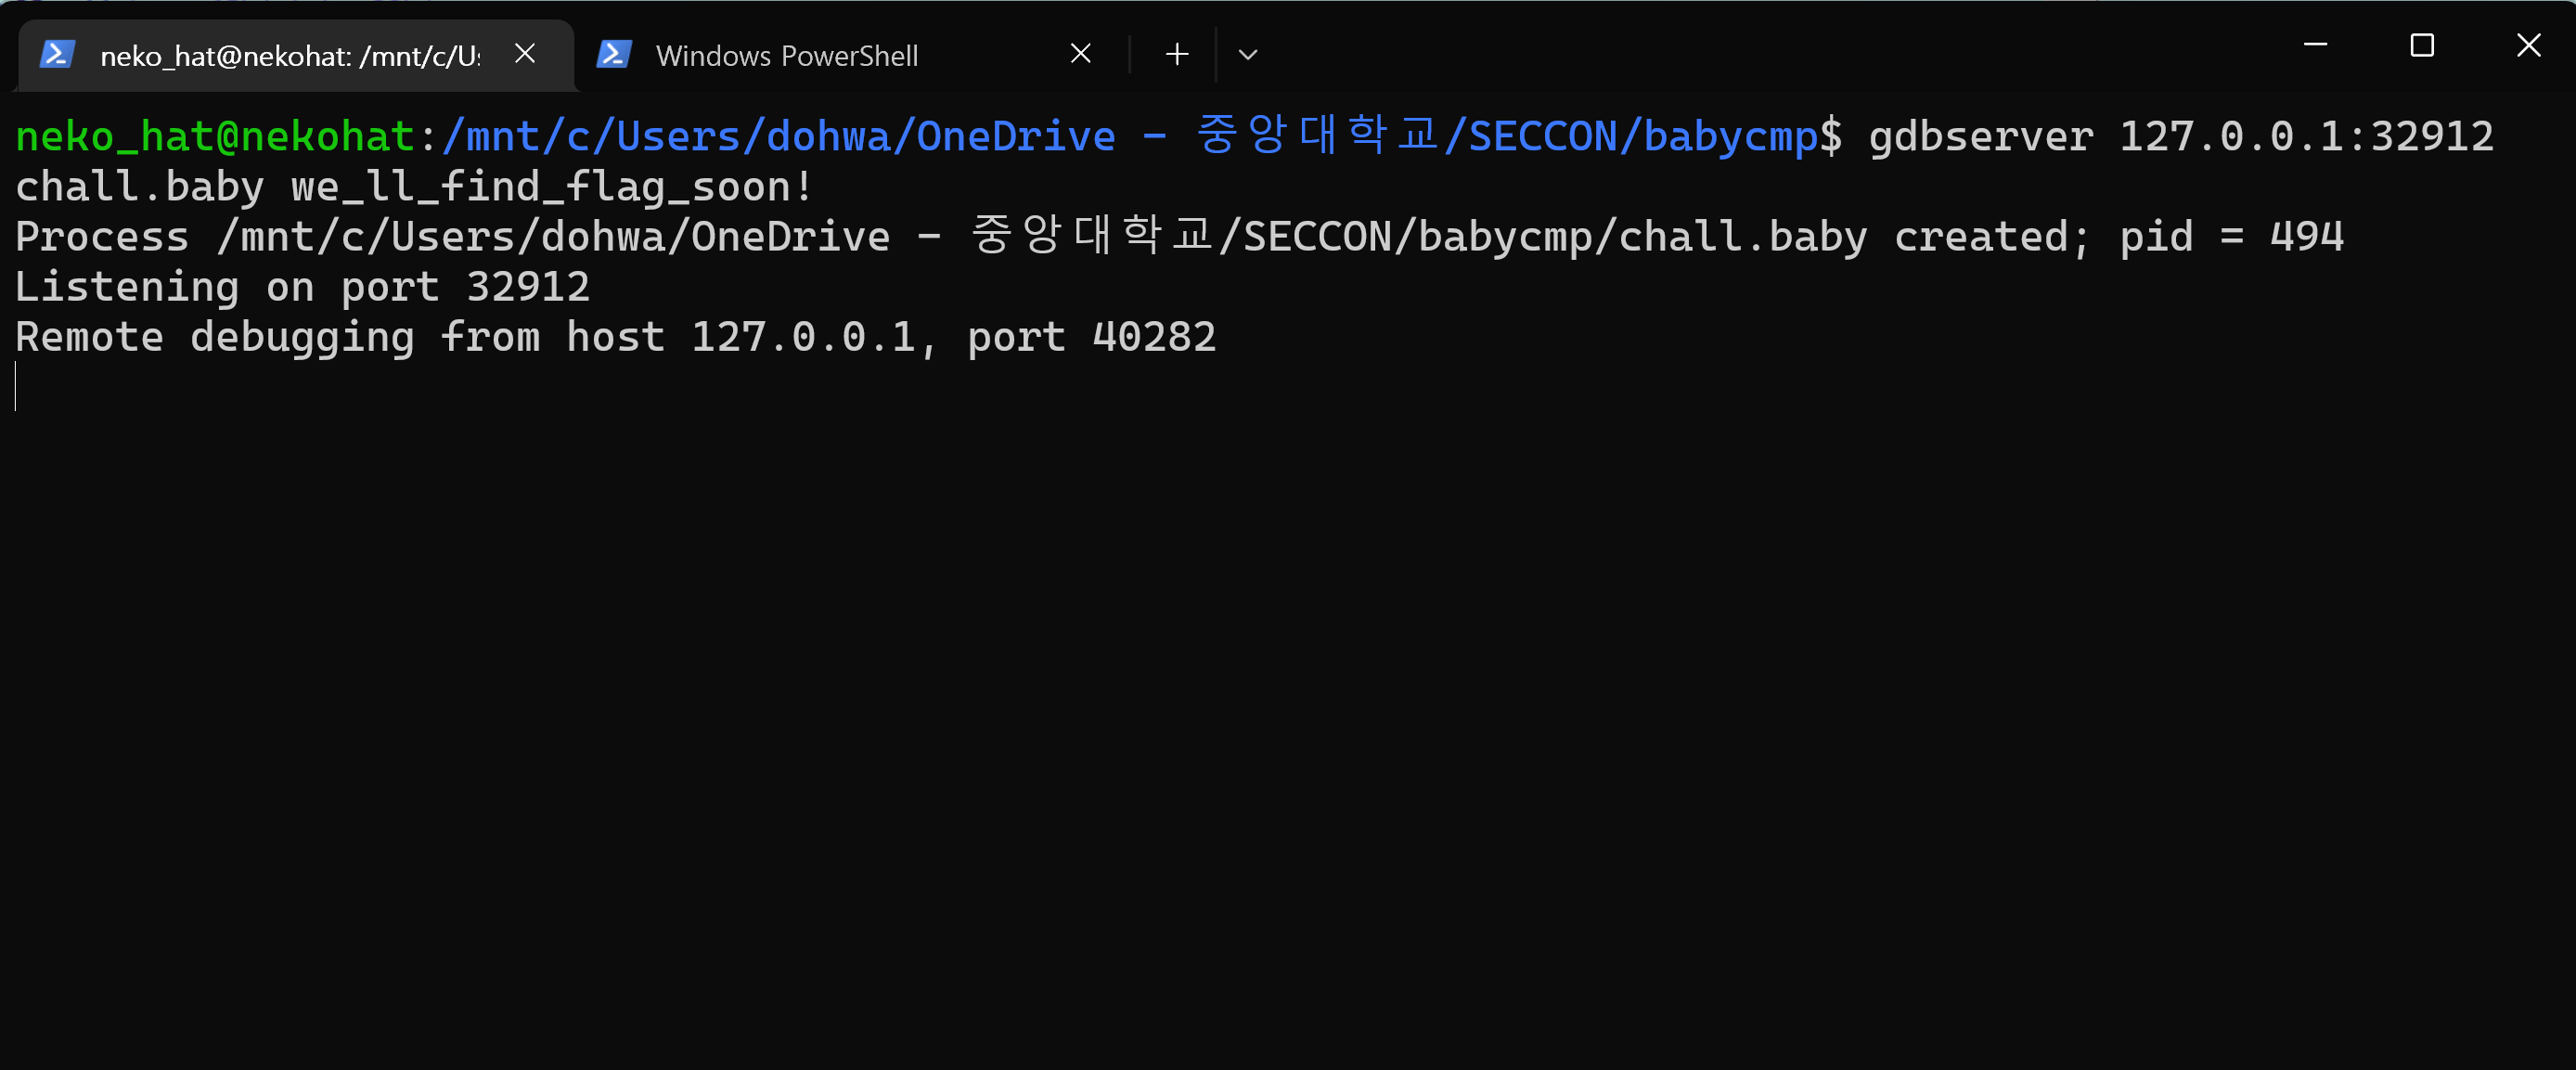 neko_hat@nekohat: /mnt/c/Us
Windows PowerShell
neko_hat@nekohat:/mnt/c/Users/dohwa/OneDrive - 중앙대학교/SECCON/babycmp$ gdbserver 127.0.0.1:32912
chall.baby we_ll_find_flag_soon!
Process /mnt/c/Users/dohwa/OneDrive - 중앙대학교/SECCON/babycmp/chall.baby created; pid = 494
Listening on port 32912
Remote debugging from host 127.0.0.1, port 40282